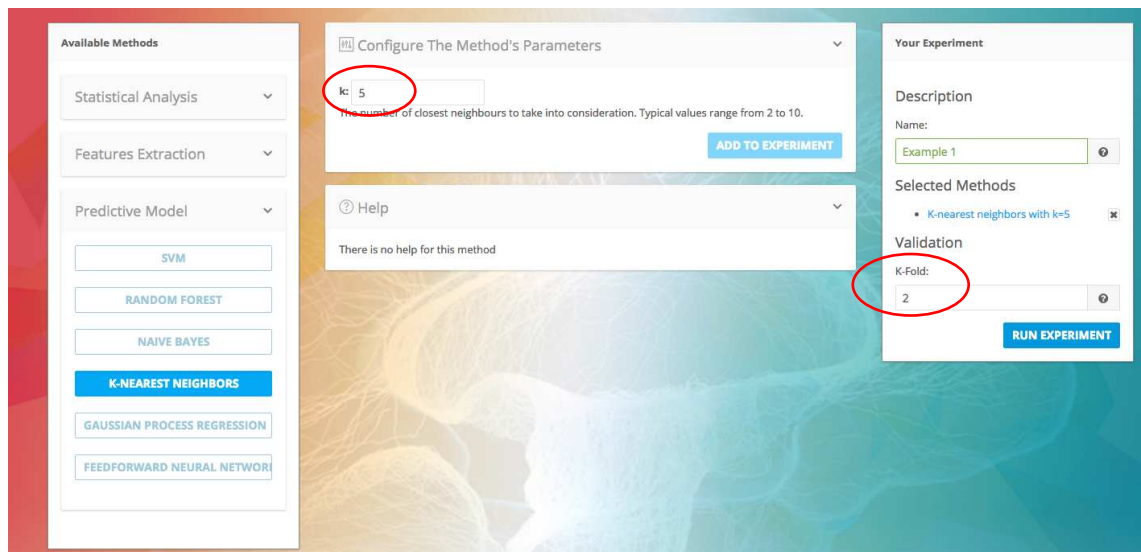 Available Methods
Statistical Analysis
Features Extraction
Predictive Model
SVM
RANDOM FOREST
NAIVE BAYES
K-NEAREST NEIGHBORS
GAUSSIAN PROCESS REGRESSION
FEEDFORWARD NEURAL NETWOR
Configure The Method's Parameters
k: 5
The number of closest neighbours to take into consideration. Typical values range from 2 to 10.
ADD TO EXPERIMENT
Help
There is no help for this method
Your Experiment
Description
Name:
Example 1
Selected Methods
K-nearest neighbors with k=5
Validation
K-Fold:
2
RUN EXPERIMENT